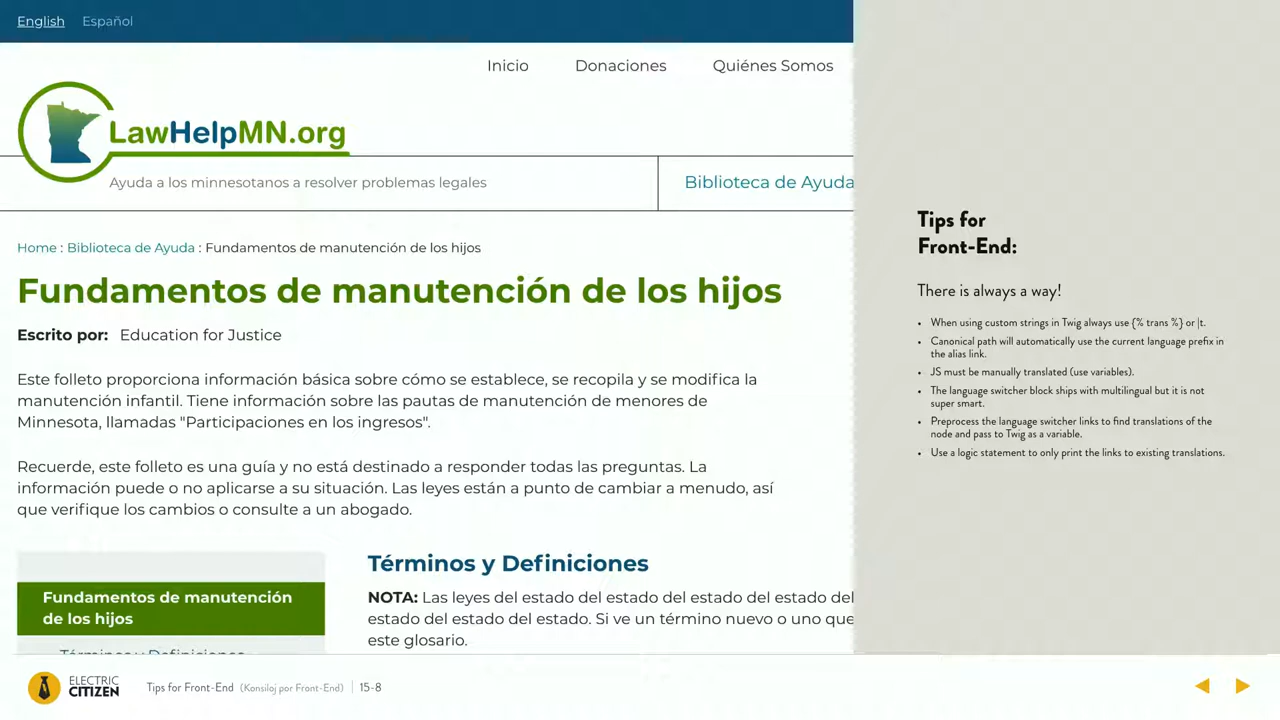 English Español
Inicio Donaciones Quiénes Somos
LawHelpMN.org
Ayuda a los minnesotanos a resolver problemas legales
Biblioteca de Ayuda
Home : Biblioteca de Ayuda : Fundamentos de manutención de los hijos
Fundamentos de manutención de los hijos
Escrito por: Education for Justice
Este folleto proporciona información básica sobre cómo se establece, se recopila y se modifica la
manutención infantil. Tiene información sobre las pautas de manutención de menores de
Minnesota, llamadas "Participaciones en los ingresos".
Recuerde, este folleto es una guía y no está destinado a responder todas las preguntas. La
información puede o no aplicarse a su situación. Las leyes están a punto de cambiar a menudo, así
que verifique los cambios o consulte a un abogado.
Fundamentos de manutención
de los hijos
Términos y Definiciones
Términos y Definiciones
NOTA: Las leyes del estado del estado del estado del estado del
estado del estado del estado. Si ve un término nuevo o uno que
este glosario.
Tips for
Front-End:
There is always a way!
• When using custom strings in Twig always use {% trans %} or |t.
• Canonical path will automatically use the current language prefix in
the alias link.
• JS must be manually translated (use variables).
• The language switcher block ships with multilingual but it is not
super smart.
• Preprocess the language switcher links to find translations of the
node and pass to Twig as a variable.
• Use a logic statement to only print the links to existing translations.
ELECTRIC
CITIZEN
Tips for Front-End (Konsiloj por Front-End) | 15-8